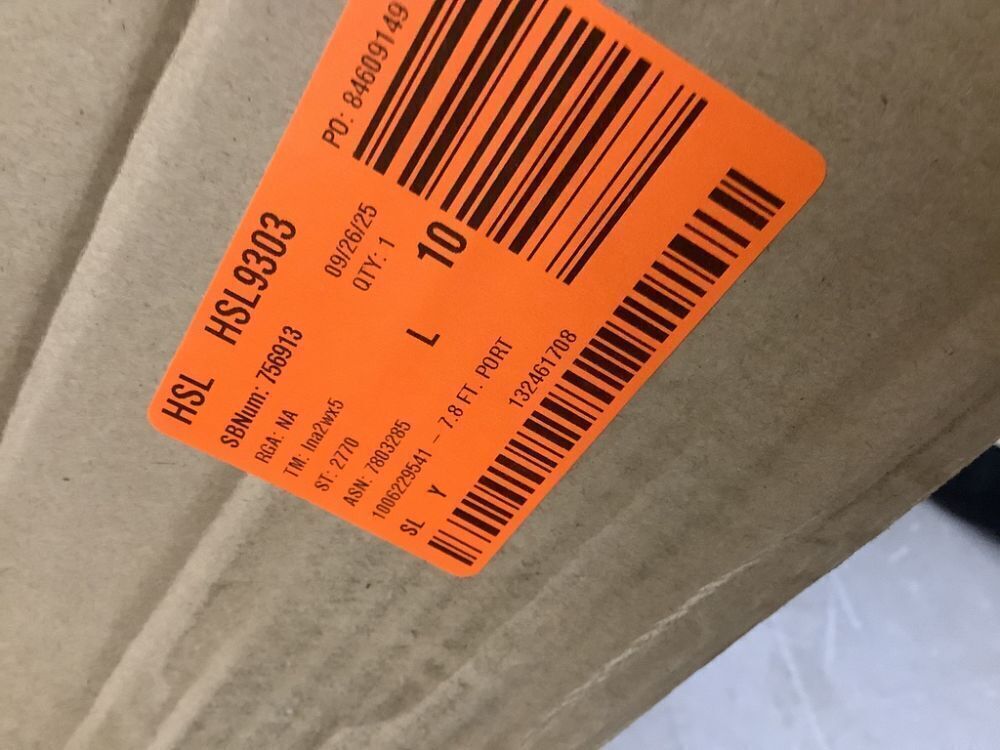 HSL HSL9303
PO: 84609149
SBNum: 756913
09/26/25
RGA: NA
QTY: 1
TM: lna2wx5
ST: 2770
L 10
ASN: 7803285
1006229541 - 7.8 FT. PORT
SL Y
132461708